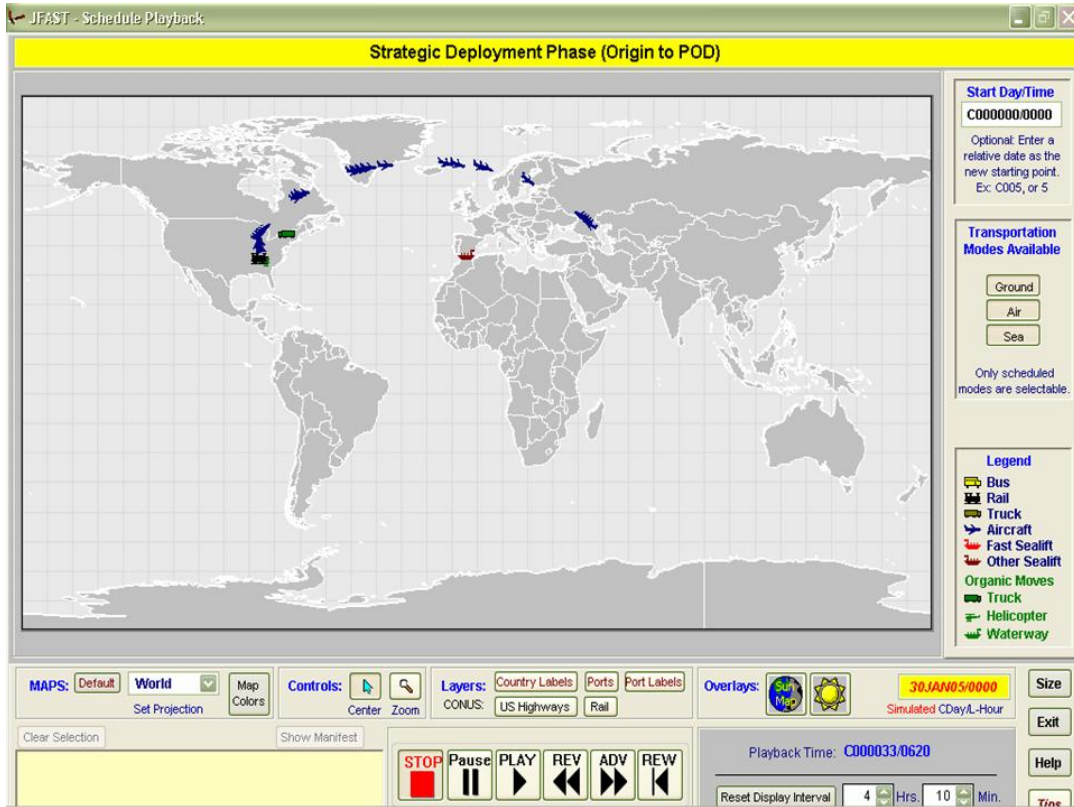 JFAST - Schedule Playback
Strategic Deployment Phase (Origin to POD)
Start Day/Time
C000000/0000
Optional: Enter a
relative date as the
new starting point.
Ex: C005, or 5
Transportation
Modes Available
Ground
Air
Sea
Only scheduled
modes are selectable.
Legend
Bus
Rail
Truck
Aircraft
Fast Sealift
Other Sealift
Organic Moves
Truck
Helicopter
Waterway
MAPS: Default World
Set Projection
Map
Colors
Controls:
Center Zoom
Layers: Country Labels Ports Port Labels
CONUS: US Highways Rail
Overlays:
Sun
Map
30JAN05/0000
Simulated CDay/L-Hour
Size
Exit
Help
Tips
Clear Selection Show Manifest
STOP Pause PLAY REV ADV REW
Playback Time: C000033/0620
Reset Display Interval 4 Hrs. 10 Min.